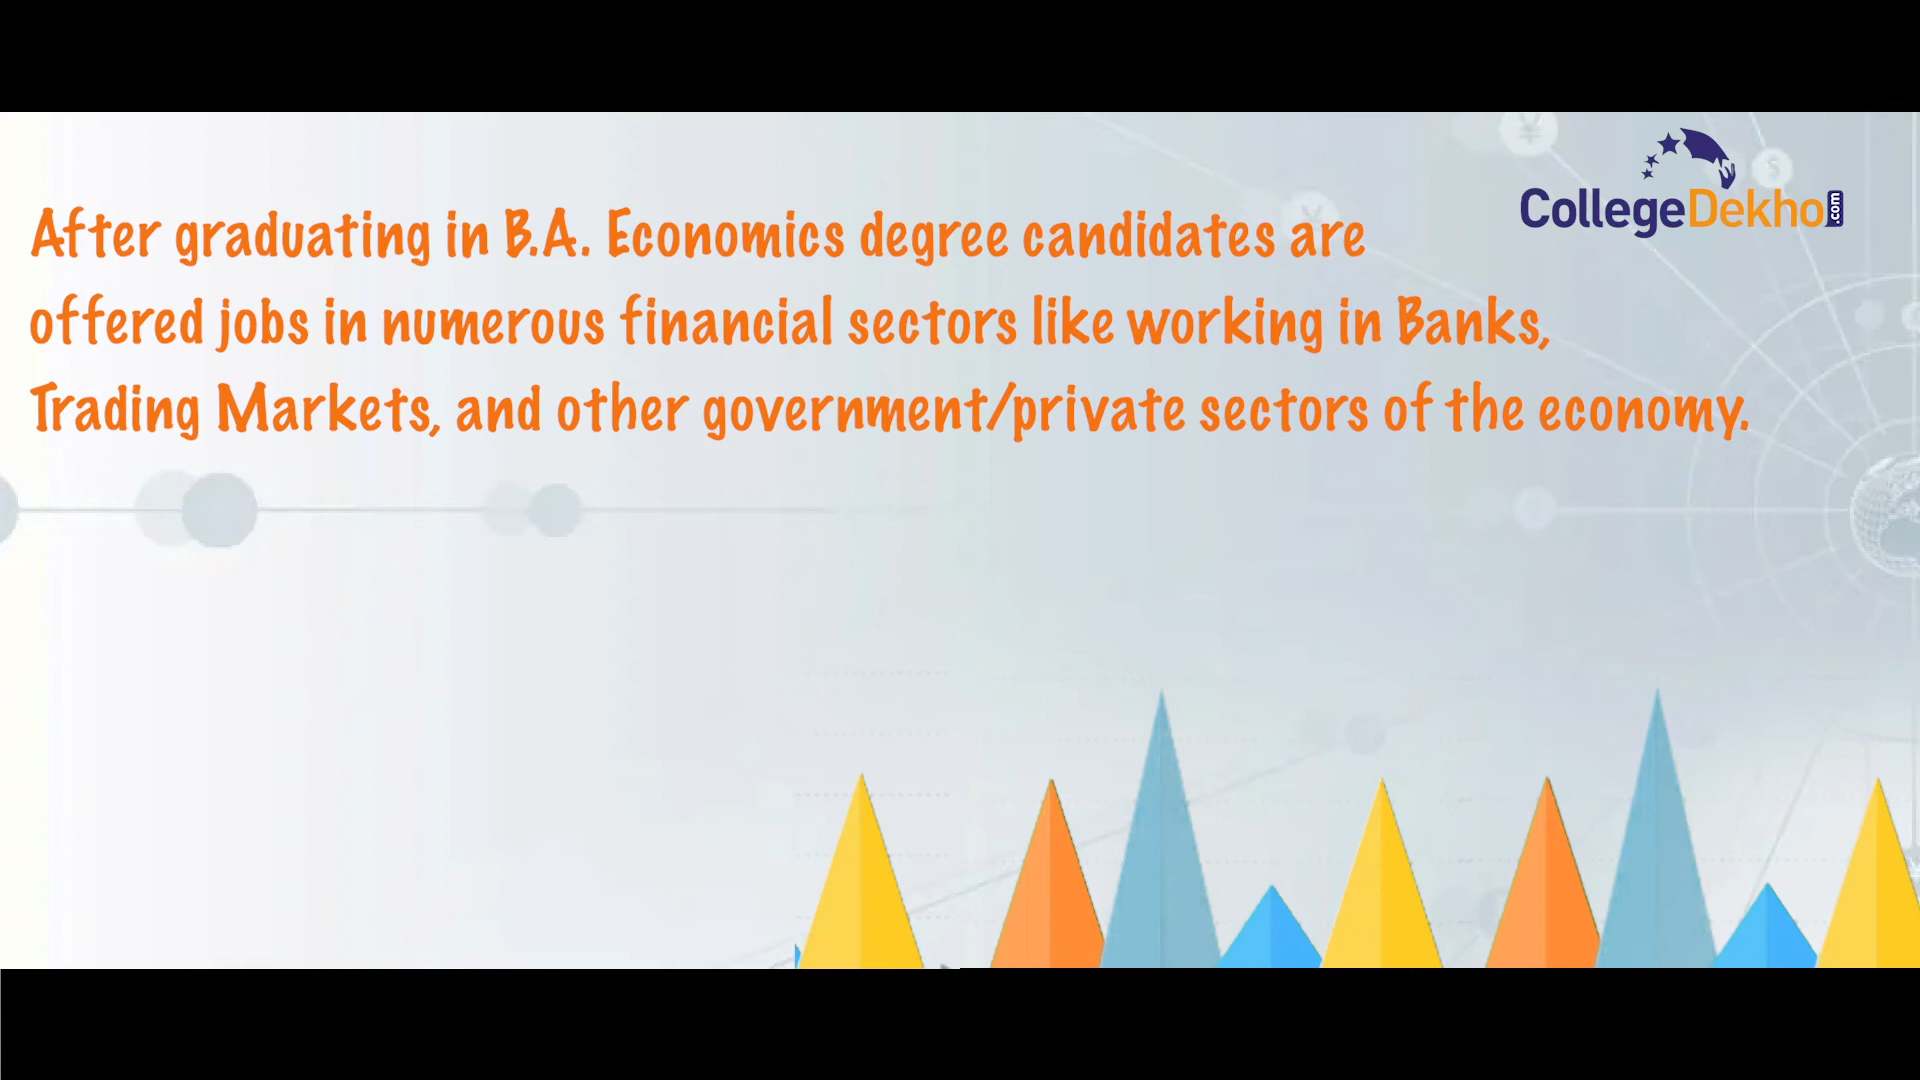 CollegeDekho.com
After graduating in B.A. Economics degree candidates are
offered jobs in numerous financial sectors like working in Banks,
Trading Markets, and other government/private sectors of the economy.